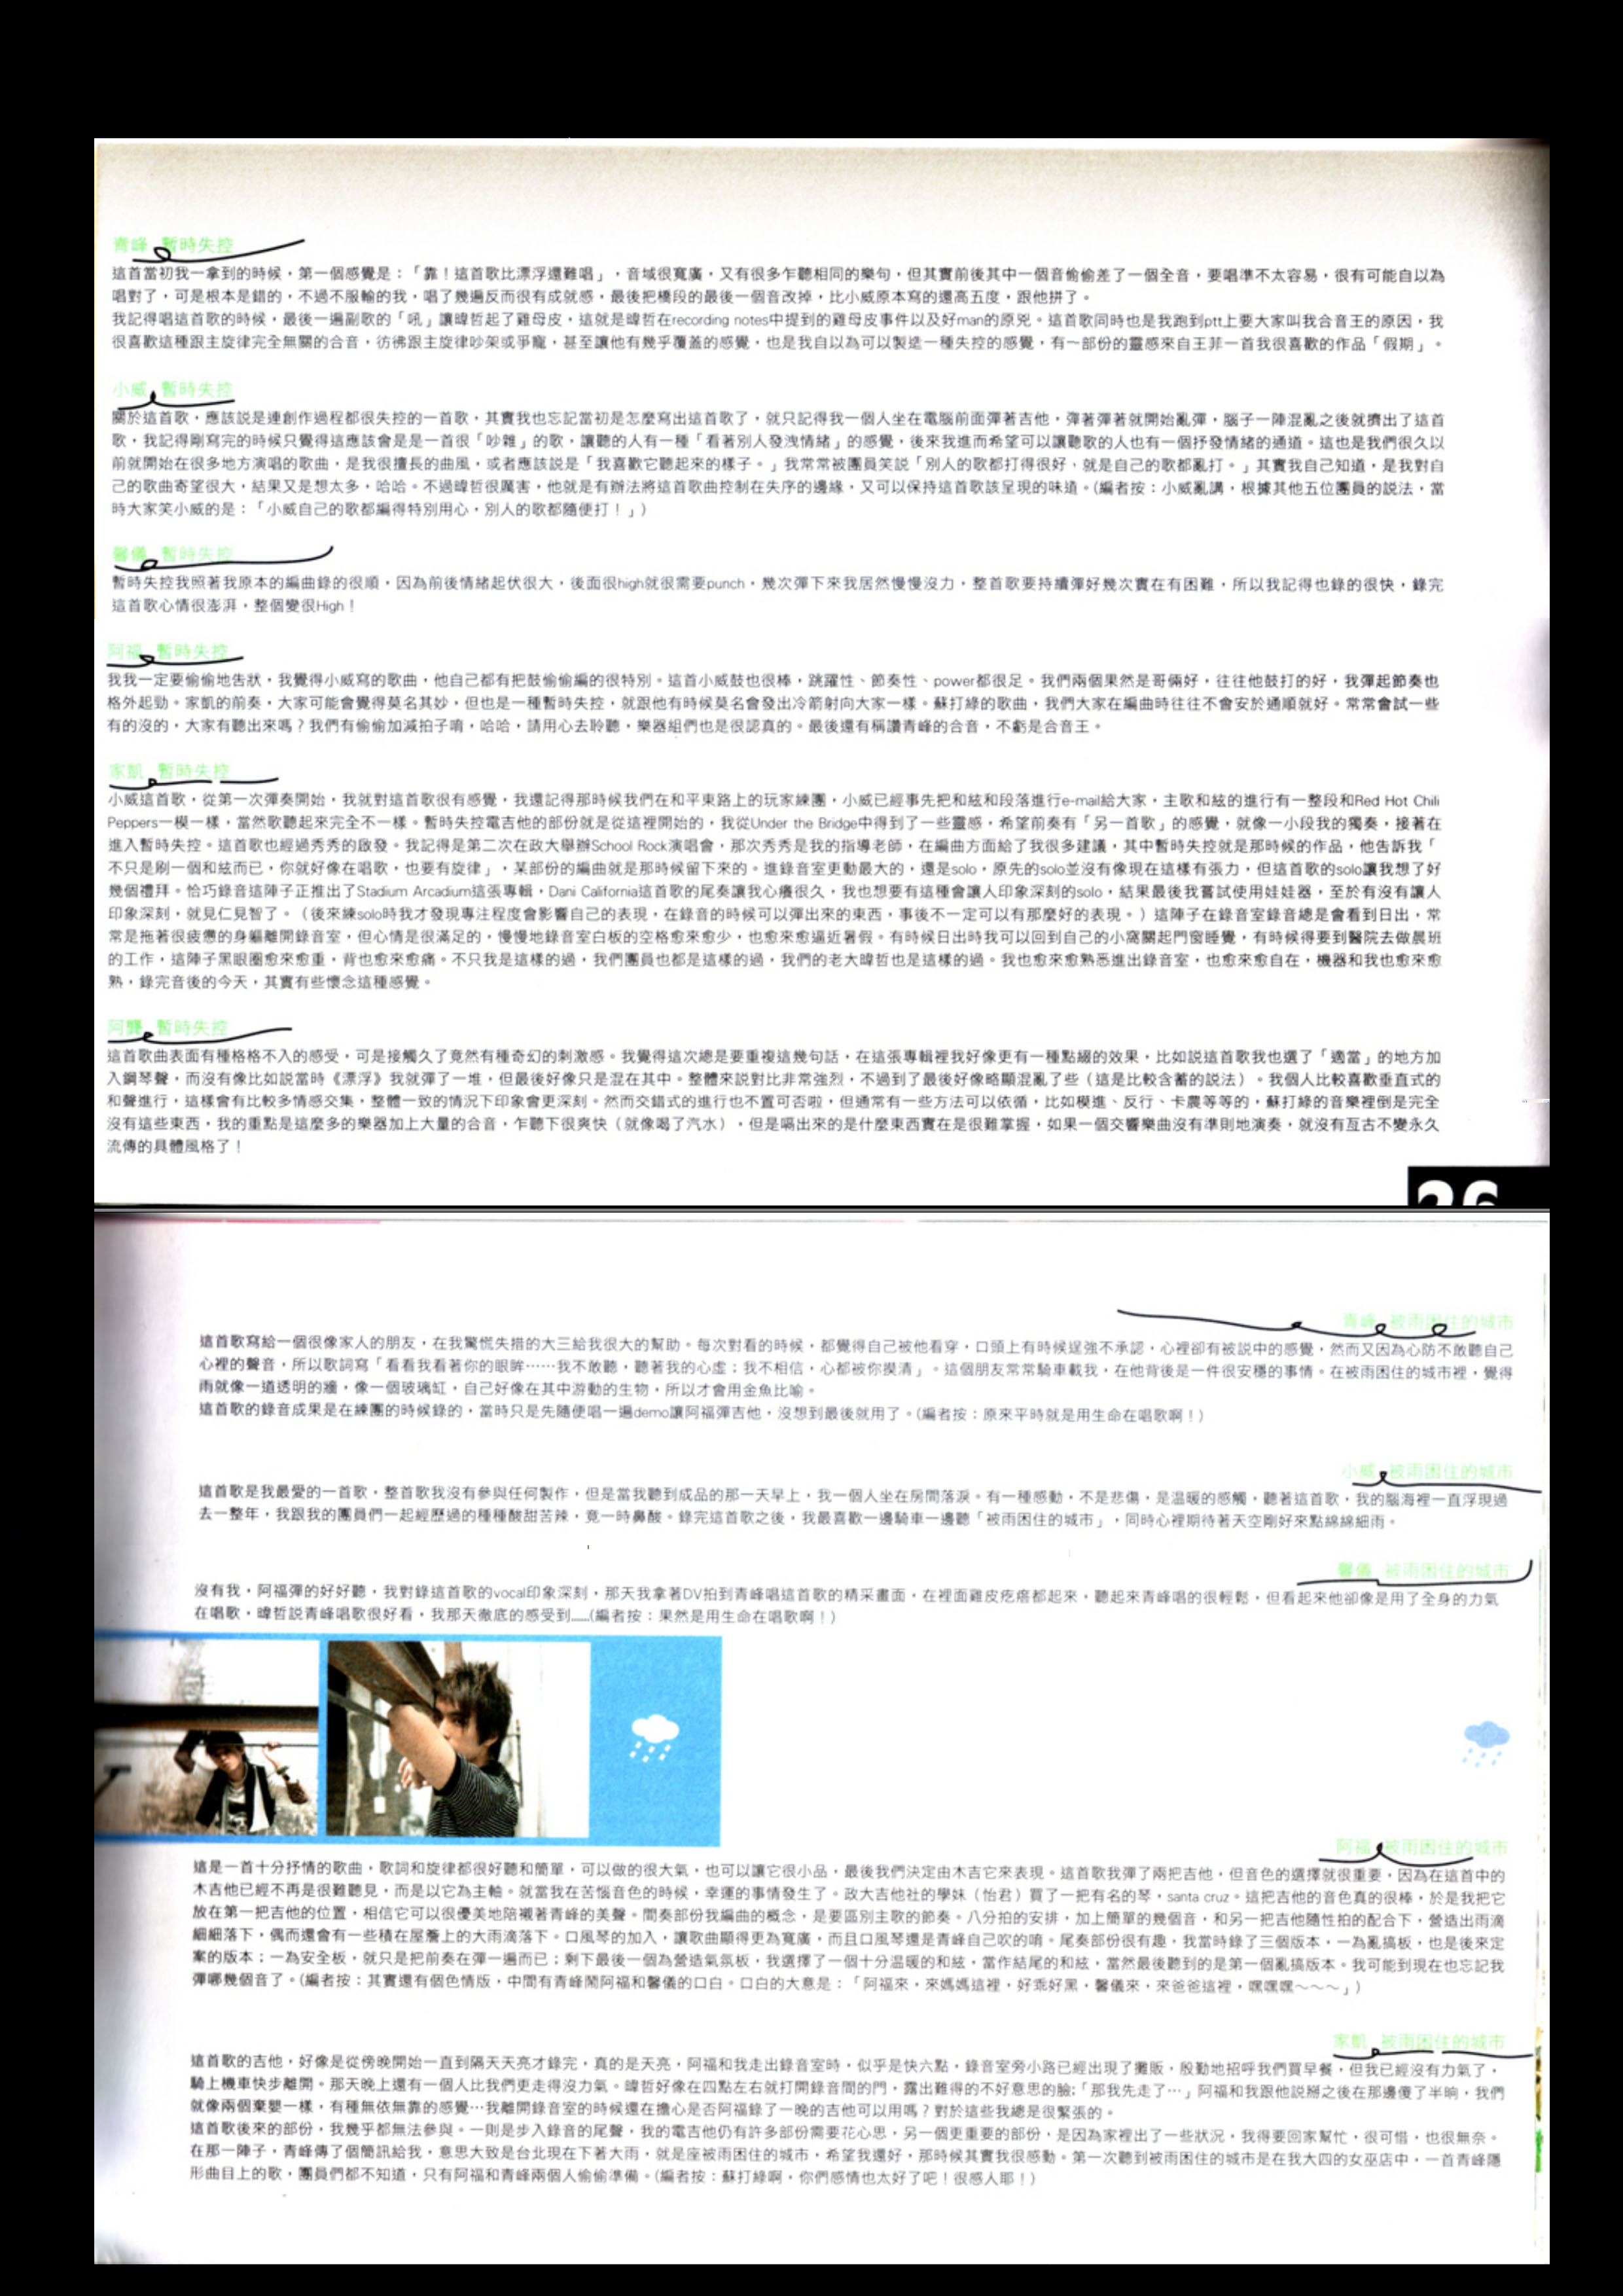 青峰 暫時失控
這首當初我一拿到的時候，第一個感覺是：「靠！這首歌比漂浮還難唱」，音域很寬廣，又有很多乍聽相同的樂句，但其實前後其中一個音偷偷差了一個全音，要唱準不太容易，很有可能自以為
唱對了，可是根本是錯的，不過不服輸的我，唱了幾遍反而很有成就感，最後把橋段的最後一個音改掉，比小威原本寫的還高五度，跟他拼了。
我記得唱這首歌的時候，最後一遍副歌的「吼」讓暐哲起了雞母皮，這就是暐哲在recording notes中提到的雞母皮事件以及好man的原兇。這首歌同時也是我跑到ptt上要大家叫我合音王的原因，我
很喜歡這種跟主旋律完全無關的合音，彷彿跟主旋律吵架或爭寵，甚至讓他有幾乎覆蓋的感覺，也是我自以為可以製造一種失控的感覺，有一部份的靈感來自王菲一首我很喜歡的作品「假期」。
小威 暫時失控
關於這首歌，應該說是連創作過程都很失控的一首歌，其實我也忘記當初是怎麼寫出這首歌了，就只記得我一個人坐在電腦前面彈著吉他，彈著彈著就開始亂彈，腦子一陣混亂之後就擠出了這首
歌，我記得剛寫完的時候只覺得這應該會是是一首很「吵雜」的歌，讓聽的人有一種「看著別人發洩情緒」的感覺，後來我進而希望可以讓聽歌的人也有一個抒發情緒的通道。這也是我們很久以
前就開始在很多地方演唱的歌曲，是我很擅長的曲風，或者應該說是「我喜歡它聽起來的樣子。」我常常被團員笑說「別人的歌都打得很好，就是自己的歌都亂打。」其實我自己知道，是我對自
己的歌曲寄望很大，結果又是想太多，哈哈。不過暐哲很厲害，他就是有辦法將這首歌曲控制在失序的邊緣，又可以保持這首歌該呈現的味道。(編者按：小威亂講，根據其他五位團員的說法，當
時大家笑小威的是：「小威自己的歌都編得特別用心，別人的歌都隨便打！」)
馨儀 暫時失控
暫時失控我照著我原本的編曲錄的很順，因為前後情緒起伏很大，後面很high就很需要punch，幾次彈下來我居然慢慢沒力，整首歌要持續彈好幾次實在有困難，所以我記得也錄的很快，錄完
這首歌心情很澎湃，整個變很High！
阿福 暫時失控
我我一定要偷偷地告狀，我覺得小威寫的歌曲，他自己都有把鼓偷偷編的很特別。這首小威鼓也很棒，跳躍性、節奏性、power都很足。我們兩個果然是哥倆好，往往他鼓打的好，我彈起節奏也
格外起勁。家凱的前奏，大家可能會覺得莫名其妙，但也是一種暫時失控，就跟他有時候莫名會發出冷箭射向大家一樣。蘇打綠的歌曲，我們大家在編曲時往往不會安於通順就好。常常會試一些
有的沒的，大家有聽出來嗎？我們有偷偷加減拍子唷，哈哈，請用心去聆聽，樂器組們也是很認真的。最後還有稱讚青峰的合音，不虧是合音王。
家凱 暫時失控
小威這首歌，從第一次彈奏開始，我就對這首歌很有感覺，我還記得那時候我們在和平東路上的玩家練團，小威已經事先把和絃和段落進行e-mail給大家，主歌和絃的進行有一整段和Red Hot Chili
Peppers一模一樣，當然歌聽起來完全不一樣。暫時失控電吉他的部份就是從這裡開始的，我從Under the Bridge中得到了一些靈感，希望前奏有「另一首歌」的感覺，就像一小段我的獨奏，接著在
進入暫時失控。這首歌也經過秀秀的啟發。我記得是第二次在政大舉辦School Rock演唱會，那次秀秀是我的指導老師，在編曲方面給了我很多建議，其中暫時失控就是那時候的作品，他告訴我「
不只是刷一個和絃而已，你就好像在唱歌，也要有旋律」，某部份的編曲就是那時候留下來的。進錄音室更動最大的，還是solo，原先的solo並沒有像現在這樣有張力，但這首歌的solo讓我想了好
幾個禮拜。恰巧錄音這陣子正推出了Stadium Arcadium這張專輯，Dani California這首歌的尾奏讓我心癢很久，我也想要有這種會讓人印象深刻的solo，結果最後我嘗試使用娃娃器，至於有沒有讓人
印象深刻，就見仁見智了。（後來練solo時我才發現專注程度會影響自己的表現，在錄音的時候可以彈出來的東西，事後不一定可以有那麼好的表現。）這陣子在錄音室錄音總是會看到日出，常
常是拖著很疲憊的身軀離開錄音室，但心情是很滿足的，慢慢地錄音室白板的空格愈來愈少，也愈來愈逼近暑假。有時候日出時我可以回到自己的小窩關起門窗睡覺，有時候得要到醫院去做晨班
的工作，這陣子黑眼圈愈來愈重，背也愈來愈痛。不只我是這樣的過，我們團員也都是這樣的過，我們的老大暐哲也是這樣的過。我也愈來愈熟悉進出錄音室，也愈來愈自在，機器和我也愈來愈
熟，錄完音後的今天，其實有些懷念這種感覺。
阿龔 暫時失控
這首歌曲表面有種格格不入的感受，可是接觸久了竟然有種奇幻的刺激感。我覺得這次總是要重複這幾句話，在這張專輯裡我好像更有一種點綴的效果，比如說這首歌我也選了「適當」的地方加
入鋼琴聲，而沒有像比如說當時《漂浮》我就彈了一堆，但最後好像只是混在其中。整體來說對比非常強烈，不過到了最後好像略顯混亂了些（這是比較含蓄的說法）。我個人比較喜歡垂直式的
和聲進行，這樣會有比較多情感交集，整體一致的情況下印象會更深刻。然而交錯式的進行也不置可否啦，但通常有一些方法可以依循，比如模進、反行、卡農等等的，蘇打綠的音樂裡倒是完全
沒有這些東西，我的重點是這麼多的樂器加上大量的合音，乍聽下很爽快（就像喝了汽水），但是嗝出來的是什麼東西實在是很難掌握，如果一個交響樂曲沒有準則地演奏，就沒有亙古不變永久
流傳的具體風格了！
26
青峰 被雨困住的城市
這首歌寫給一個很像家人的朋友，在我驚慌失措的大三給我很大的幫助。每次對看的時候，都覺得自己被他看穿，口頭上有時候逞強不承認，心裡卻有被說中的感覺，然而又因為心防不敢聽自己
心裡的聲音，所以歌詞寫「看看我看著你的眼眸……我不敢聽，聽著我的心虛；我不相信，心都被你摸清」。這個朋友常常騎車載我，在他背後是一件很安穩的事情。在被雨困住的城市裡，覺得
雨就像一道透明的牆，像一個玻璃缸，自己好像在其中游動的生物，所以才會用金魚比喻。
這首歌的錄音成果是在練團的時候錄的，當時只是先隨便唱一遍demo讓阿福彈吉他，沒想到最後就用了。(編者按：原來平時就是用生命在唱歌啊！)
小威 被雨困住的城市
這首歌是我最愛的一首歌，整首歌我沒有參與任何製作，但是當我聽到成品的那一天早上，我一個人坐在房間落淚。有一種感動，不是悲傷，是溫暖的感觸，聽著這首歌，我的腦海裡一直浮現過
去一整年，我跟我的團員們一起經歷過的種種酸甜苦辣，竟一時鼻酸。錄完這首歌之後，我最喜歡一邊騎車一邊聽「被雨困住的城市」，同時心裡期待著天空剛好來點綿綿細雨。
馨儀 被雨困住的城市
沒有我，阿福彈的好好聽，我對錄這首歌的vocal印象深刻，那天我拿著DV拍到青峰唱這首歌的精采畫面，在裡面雞皮疙瘩都起來，聽起來青峰唱的很輕鬆，但看起來他卻像是用了全身的力氣
在唱歌，暐哲說青峰唱歌很好看，我那天徹底的感受到……(編者按：果然是用生命在唱歌啊！)
阿福 被雨困住的城市
這是一首十分抒情的歌曲，歌詞和旋律都很好聽和簡單，可以做的很大氣，也可以讓它很小品，最後我們決定由木吉它來表現。這首歌我彈了兩把吉他，但音色的選擇就很重要，因為在這首中的
木吉他已經不再是很難聽見，而是以它為主軸。就當我在苦惱音色的時候，幸運的事情發生了。政大吉他社的學妹（怡君）買了一把有名的琴，santa cruz。這把吉他的音色真的很棒，於是我把它
放在第一把吉他的位置，相信它可以很優美地陪襯著青峰的美聲。間奏部份我編曲的概念，是要區別主歌的節奏。八分拍的安排，加上簡單的幾個音，和另一把吉他隨性拍的配合下，營造出雨滴
細細落下，偶而還會有一些積在屋簷上的大雨滴落下。口風琴的加入，讓歌曲顯得更為寬廣，而且口風琴還是青峰自己吹的唷。尾奏部份很有趣，我當時錄了三個版本，一為亂搞板，也是後來定
案的版本；一為安全板，就只是把前奏在彈一遍而已；剩下最後一個為營造氣氛板，我選擇了一個十分溫暖的和絃，當作結尾的和絃，當然最後聽到的是第一個亂搞版本。我可能到現在也忘記我
彈哪幾個音了。(編者按：其實還有個色情版，中間有青峰鬧阿福和馨儀的口白。口白的大意是：「阿福來，來媽媽這裡，好乖好黑，馨儀來，來爸爸這裡，嘿嘿嘿～～～」)
家凱 被雨困住的城市
這首歌的吉他，好像是從傍晚開始一直到隔天天亮才錄完，真的是天亮，阿福和我走出錄音室時，似乎是快六點，錄音室旁小路已經出現了攤販，殷勤地招呼我們買早餐，但我已經沒有力氣了，
騎上機車快步離開。那天晚上還有一個人比我們更走得沒力氣。暐哲好像在四點左右就打開錄音間的門，露出難得的不好意思的臉:「那我先走了…」阿福和我跟他說掰之後在那邊傻了半晌，我們
就像兩個棄嬰一樣，有種無依無靠的感覺…我離開錄音室的時候還在擔心是否阿福錄了一晚的吉他可以用嗎？對於這些我總是很緊張的。
這首歌後來的部份，我幾乎都無法參與。一則是步入錄音的尾聲，我的電吉他仍有許多部份需要花心思，另一個更重要的部份，是因為家裡出了一些狀況，我得要回家幫忙，很可惜，也很無奈。
在那一陣子，青峰傳了個簡訊給我，意思大致是台北現在下著大雨，就是座被雨困住的城市，希望我還好，那時候其實我很感動。第一次聽到被雨困住的城市是在我大四的女巫店中，一首青峰隱
形曲目上的歌，團員們都不知道，只有阿福和青峰兩個人偷偷準備。(編者按：蘇打綠啊，你們感情也太好了吧！很感人耶！)